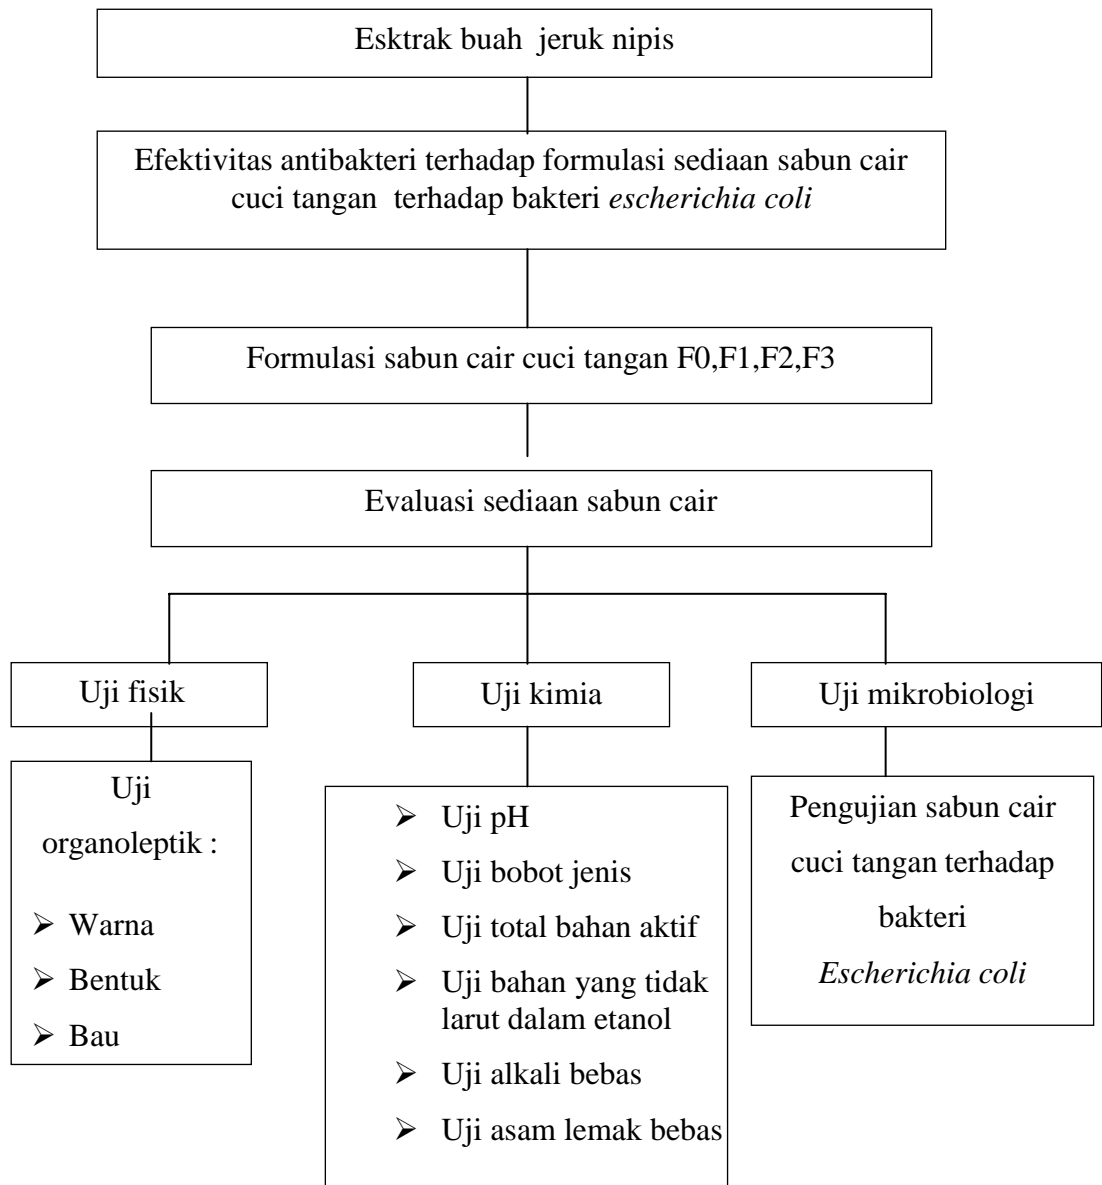 Esktrak buah jeruk nipis
Efektivitas antibakteri terhadap formulasi sediaan sabun cair
cuci tangan terhadap bakteri escherichia coli
Formulasi sabun cair cuci tangan F0,F1,F2,F3
Evaluasi sediaan sabun cair
Uji fisik
Uji
organoleptik :
➢ Warna
➢ Bentuk
➢ Bau
Uji kimia
➢ Uji pH
➢ Uji bobot jenis
➢ Uji total bahan aktif
➢ Uji bahan yang tidak
larut dalam etanol
➢ Uji alkali bebas
➢ Uji asam lemak bebas
Uji mikrobiologi
Pengujian sabun cair
cuci tangan terhadap
bakteri
Escherichia coli